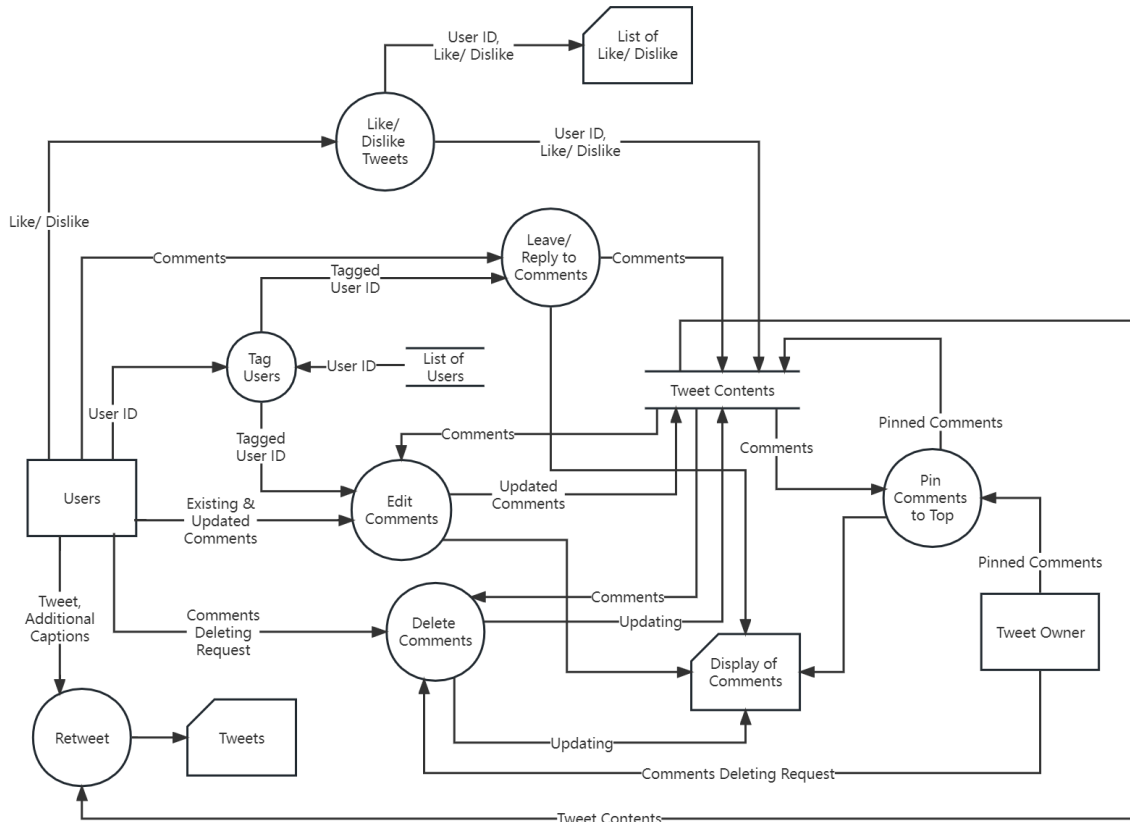 User ID,
Like/ Dislike
List of
Like/ Dislike
Like/
Dislike
Tweets
User ID,
Like/ Dislike
Like/ Dislike
Leave/
Reply to
Comments
Comments
Comments
Tagged
User ID
Tag
Users
User ID
List of
Users
User ID
Tweet Contents
Pinned Comments
Tagged
User ID
Comments
Comments
Users
Existing &
Updated
Comments
Edit
Comments
Updated
Comments
Pin
Comments
to Top
Pinned Comments
Tweet,
Additional
Captions
Comments
Deleting
Request
Delete
Comments
Comments
Updating
Tweet Owner
Display of
Comments
Retweet
Tweets
Updating
Comments Deleting Request
Tweet Contents